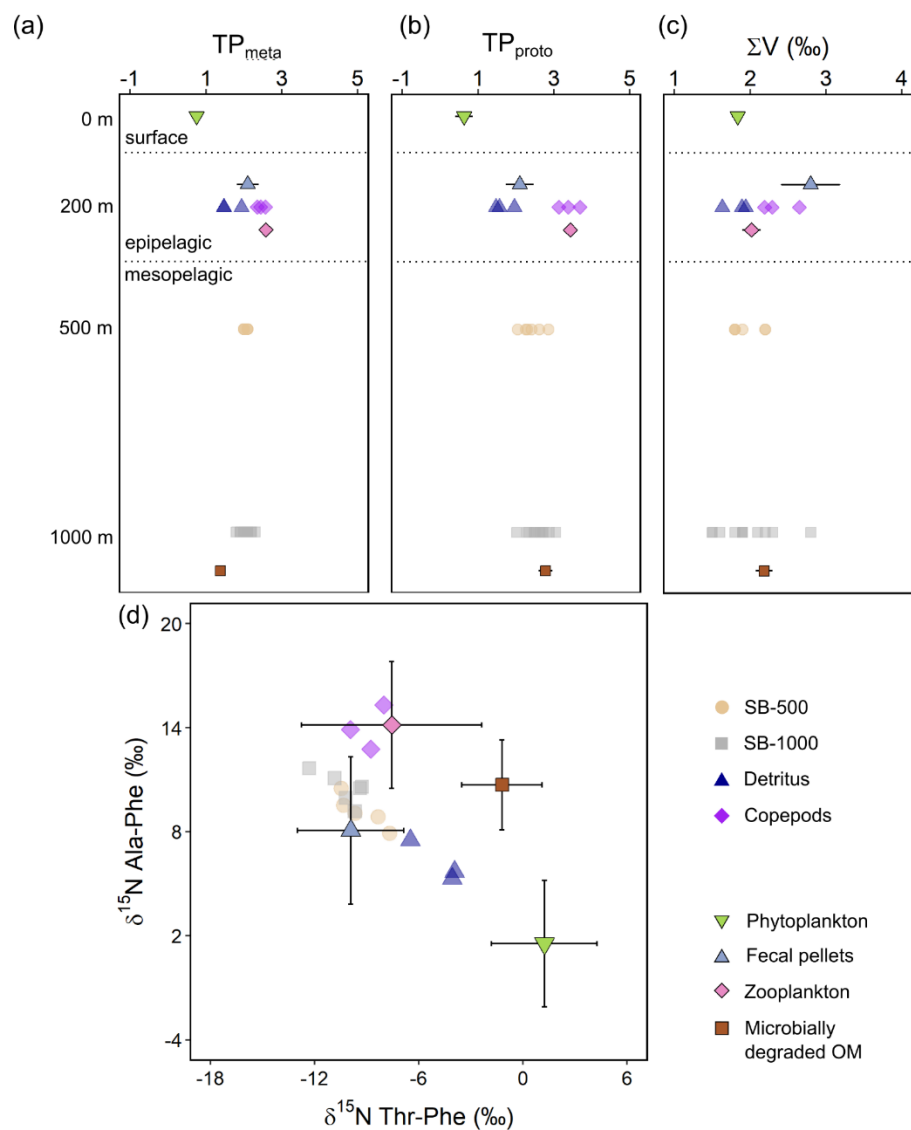 (a) (b) (c)
TPmeta TPproto ΣV (‰)
-1 1 3 5 -1 1 3 5 1 2 3 4
0 m
surface
200 m
epipelagic
mesopelagic
500 m
1000 m
(d)
20
14
8
2
-4
δ15N Ala-Phe (‰)
-18 -12 -6 0 6
δ15N Thr-Phe (‰)
SB-500
SB-1000
Detritus
Copepods
Phytoplankton
Fecal pellets
Zooplankton
Microbially
degraded OM